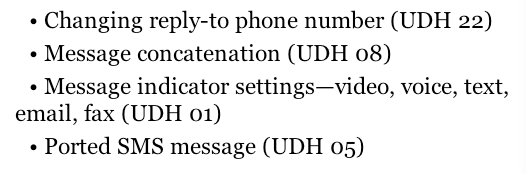 • Changing reply-to phone number (UDH 22)
• Message concatenation (UDH 08)
• Message indicator settings—video, voice, text,
email, fax (UDH 01)
• Ported SMS message (UDH 05)